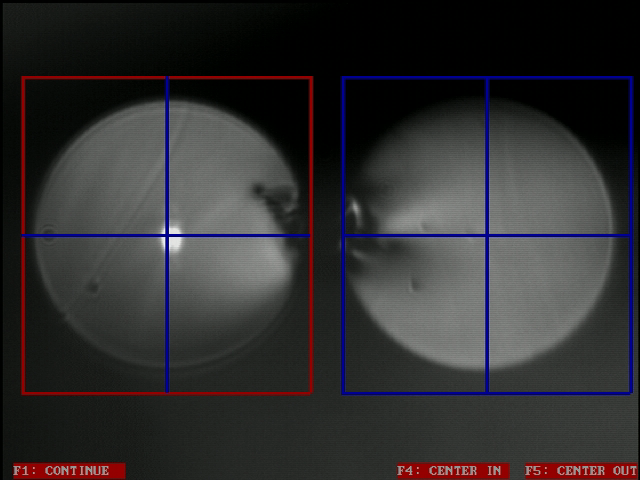 F1: CONTINUE
F4: CENTER IN
F5: CENTER OUT